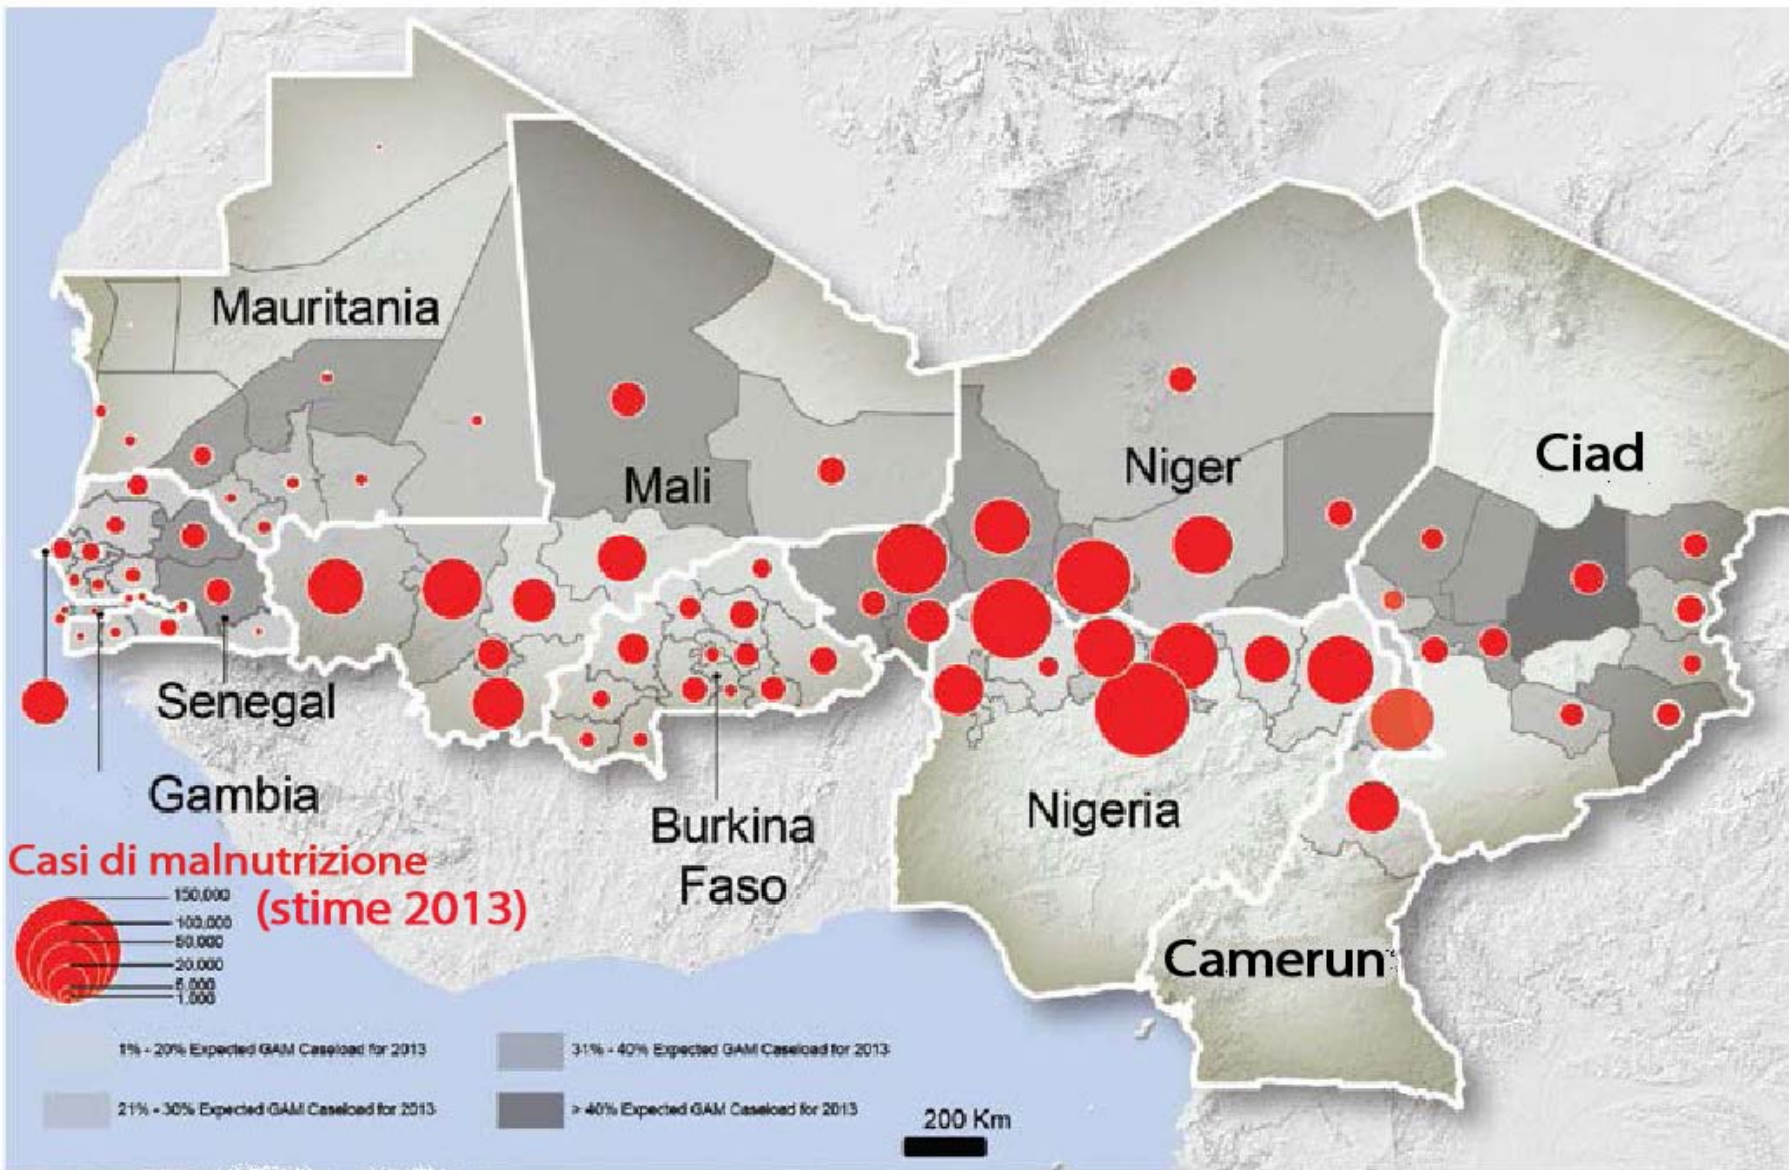 Mauritania
Mali
Niger
Ciad
Senegal
Gambia
Burkina
Faso
Nigeria
Camerun
Casi di malnutrizione
(stime 2013)
150.000
100.000
50.000
20.000
5.000
1.000
1% - 20% Expected GAM Caseload for 2013
31% - 40% Expected GAM Caseload for 2013
21% - 30% Expected GAM Caseload for 2013
> 40% Expected GAM Caseload for 2013
200 Km